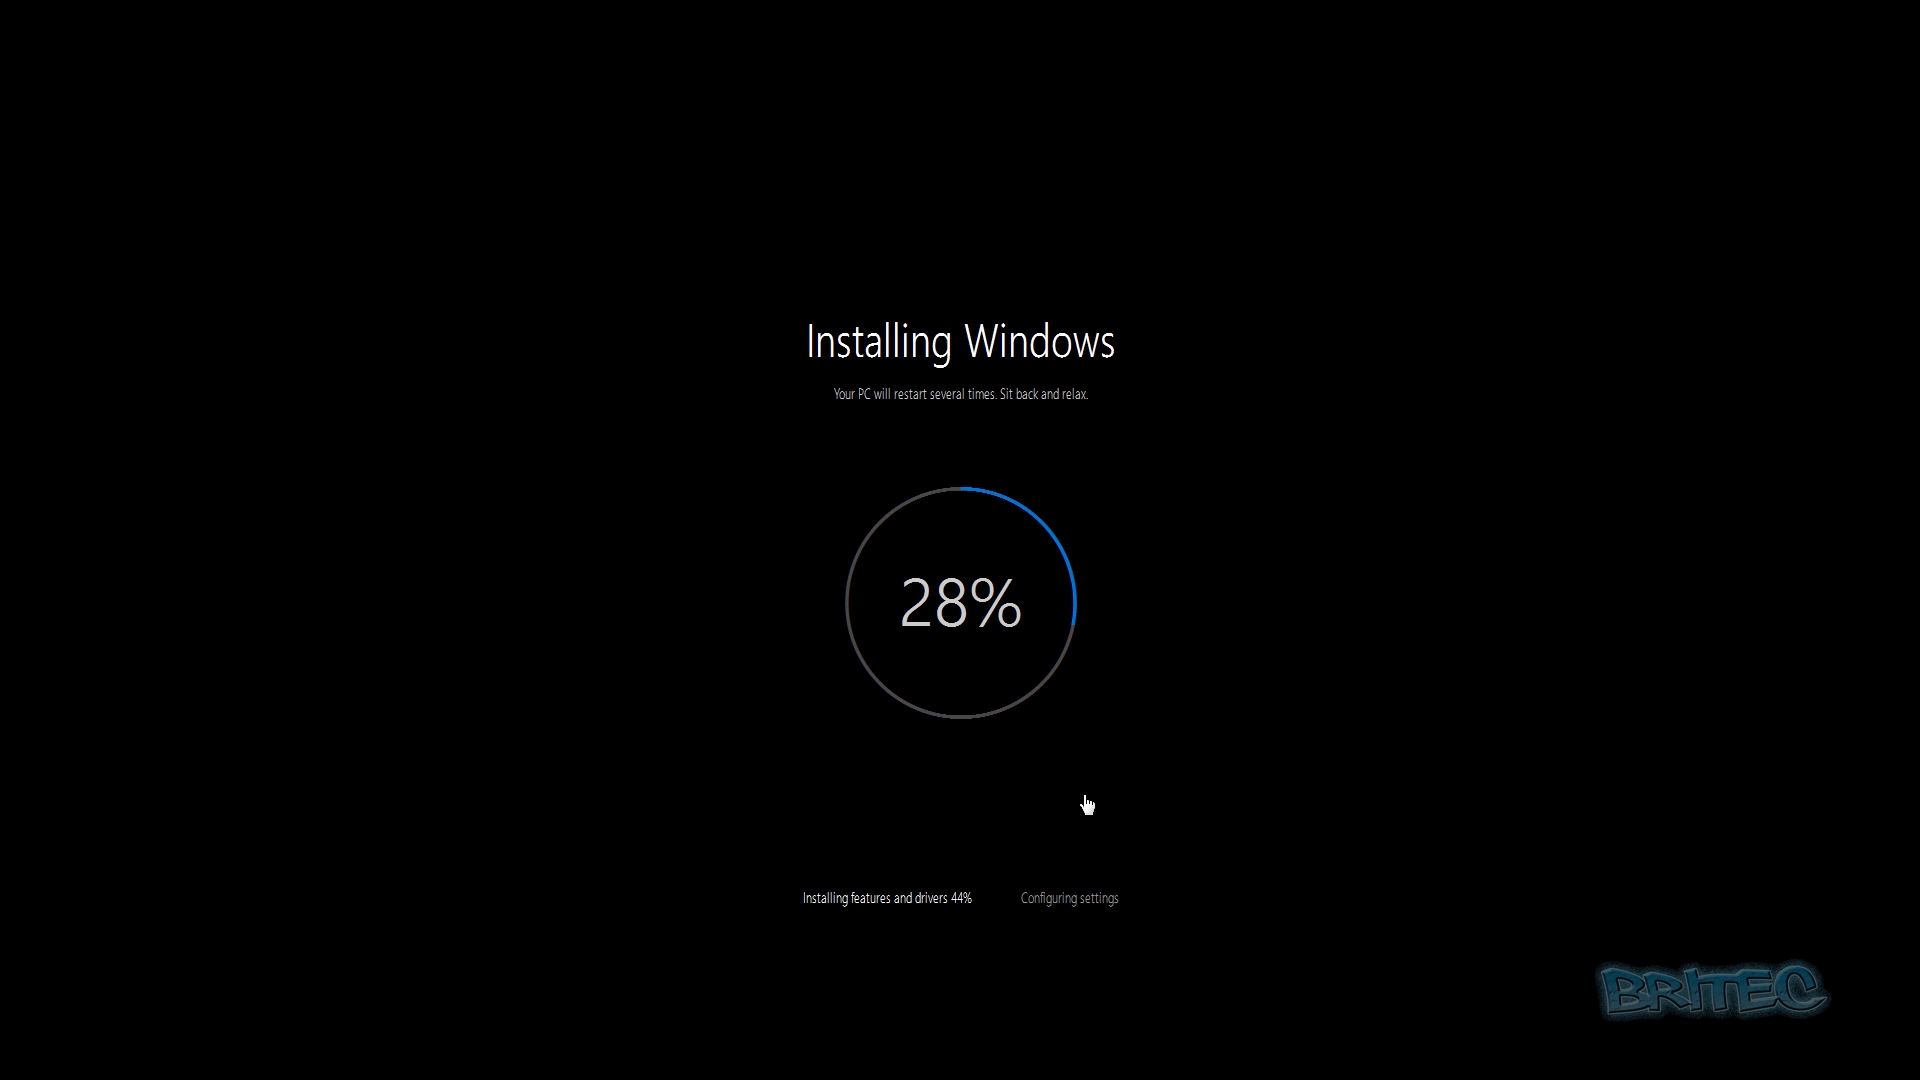 Installing Windows
Your PC will restart several times. Sit back and relax.
28%
Installing features and drivers 44%
Configuring settings
BRITEC